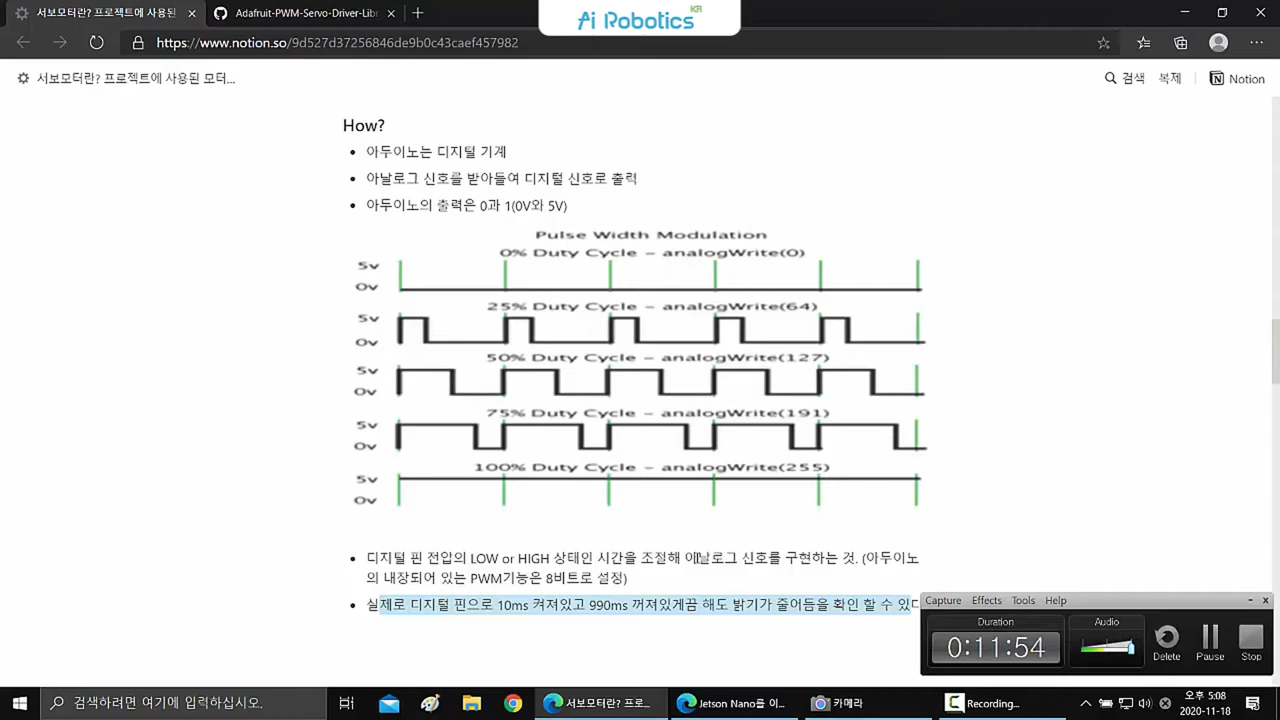 서보모터란? 프로젝트에 사용된
Adafruit-PWM-Servo-Driver-Libr
Ai Robotics KR
https://www.notion.so/9d527d37256846de9b0c43caef457982
서보모터란? 프로젝트에 사용된 모터...
검색
복제
Notion
How?
아두이노는 디지털 기계
아날로그 신호를 받아들여 디지털 신호로 출력
아두이노의 출력은 0과 1(0V와 5V)
Pulse Width Modulation
0% Duty Cycle – analogWrite(0)
5v
0v
25% Duty Cycle – analogWrite(64)
5v
0v
50% Duty Cycle – analogWrite(127)
5v
0v
75% Duty Cycle – analogWrite(191)
5v
0v
100% Duty Cycle – analogWrite(255)
5v
0v
디지털 핀 전압의 LOW or HIGH 상태인 시간을 조절해 아날로그 신호를 구현하는 것. (아두이노
의 내장되어 있는 PWM기능은 8비트로 설정)
실제로 디지털 핀으로 10ms 켜져있고 990ms 꺼져있게끔 해도 밝기가 줄어듬을 확인 할 수 있다
Capture Effects Tools Help
Duration
0:11:54
Audio
Delete
Pause
Stop
검색하려면 여기에 입력하십시오.
서보모터란? 프로...
Jetson Nano를 이...
카메라
Recording...
오후 5:08
2020-11-18